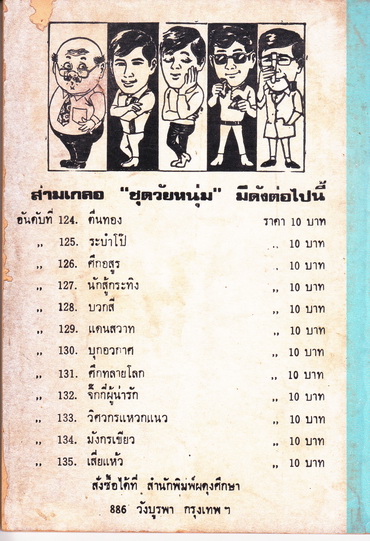 สามเกลอ "ชุดวัยหนุ่ม" มีดังต่อไปนี้
อันดับที่ 124. คืนทอง ราคา 10 บาท
,, 125. ระบำโป๊ ,, 10 บาท
,, 126. ศึกอสูร . 10 บาท
,, 127. นักสู้กระทิง ,, 10 บาท
,, 128. บวกสี่ ,, 10 บาท
,, 129. แดนสวาท ,, 10 บาท
,, 130. บุกอวกาศ ,, 10 บาท
,, 131. ศึกทลายโลก ,, 10 บาท
,, 132. จิ๊กกี๋ผู้น่ารัก ,, 10 บาท
,, 133. วิศวกรแหวกแนว ,, 10 บาท
,, 134. มังกรเขียว ,, 10 บาท
,, 135. เสี่ยแห้ว ,, 10 บาท
สั่งซื้อได้ที่ สำนักพิมพ์ผดุงศึกษา
886 วังบูรพา กรุงเทพ ฯ